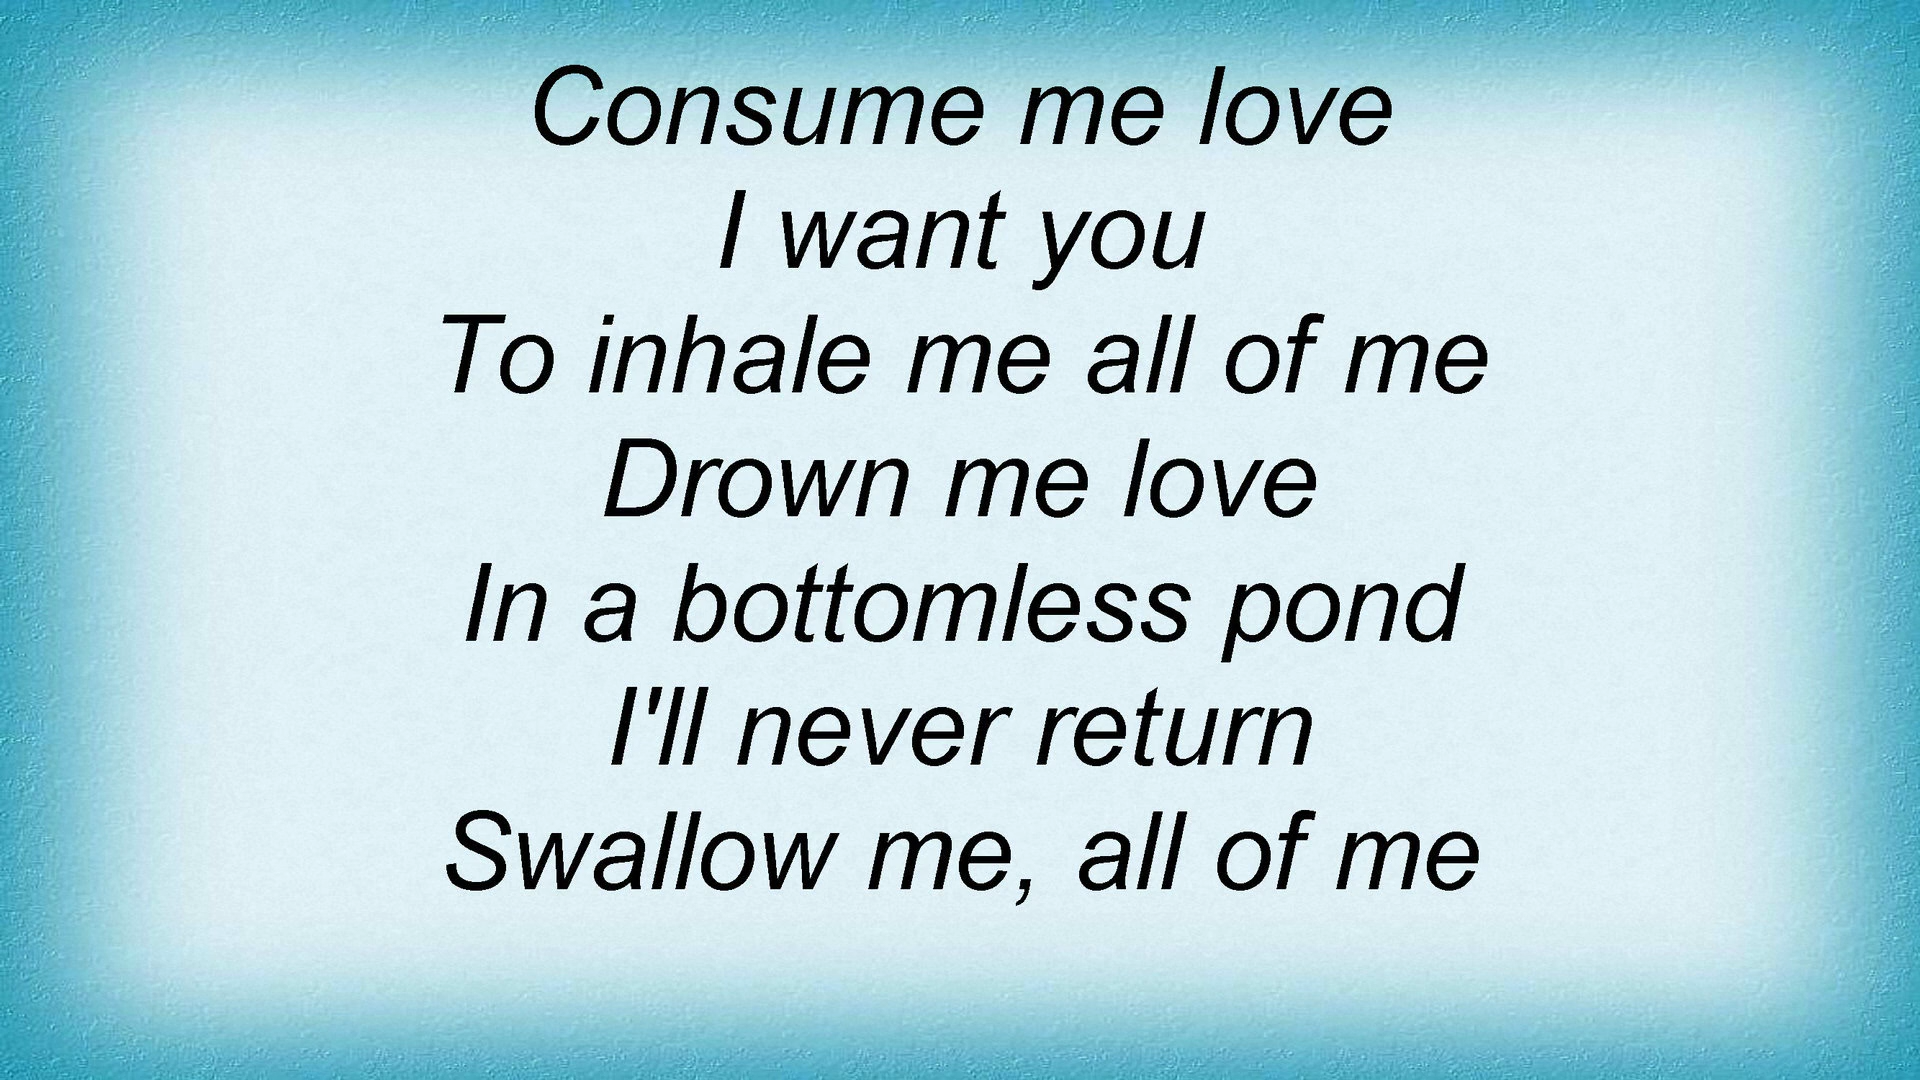 Consume me love
I want you
To inhale me all of me
Drown me love
In a bottomless pond
I'll never return
Swallow me, all of me